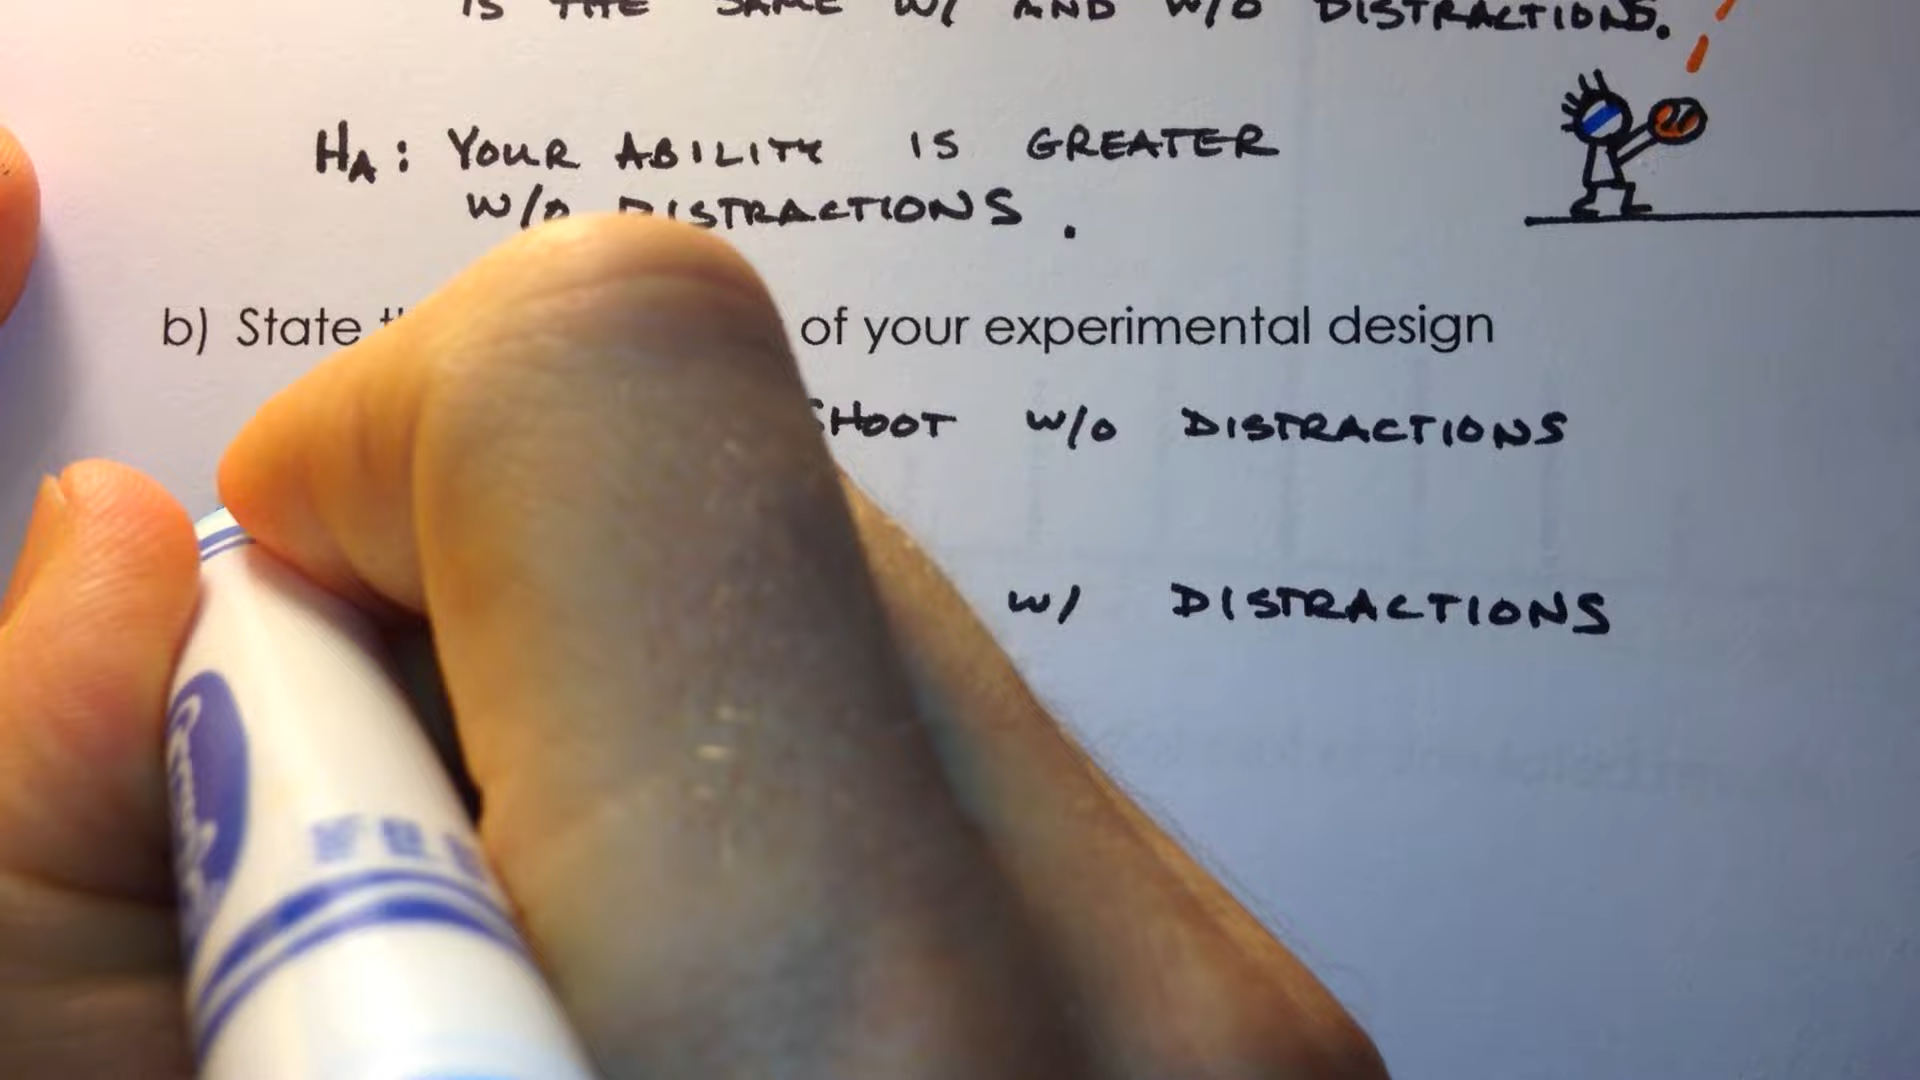 IS THE SAME W/ AND W/O DISTRACTIONS.
HA: YOUR ABILITY IS GREATER
W/O DISTRACTIONS.
b) State of your experimental design
SHOOT W/O DISTRACTIONS
W/ DISTRACTIONS